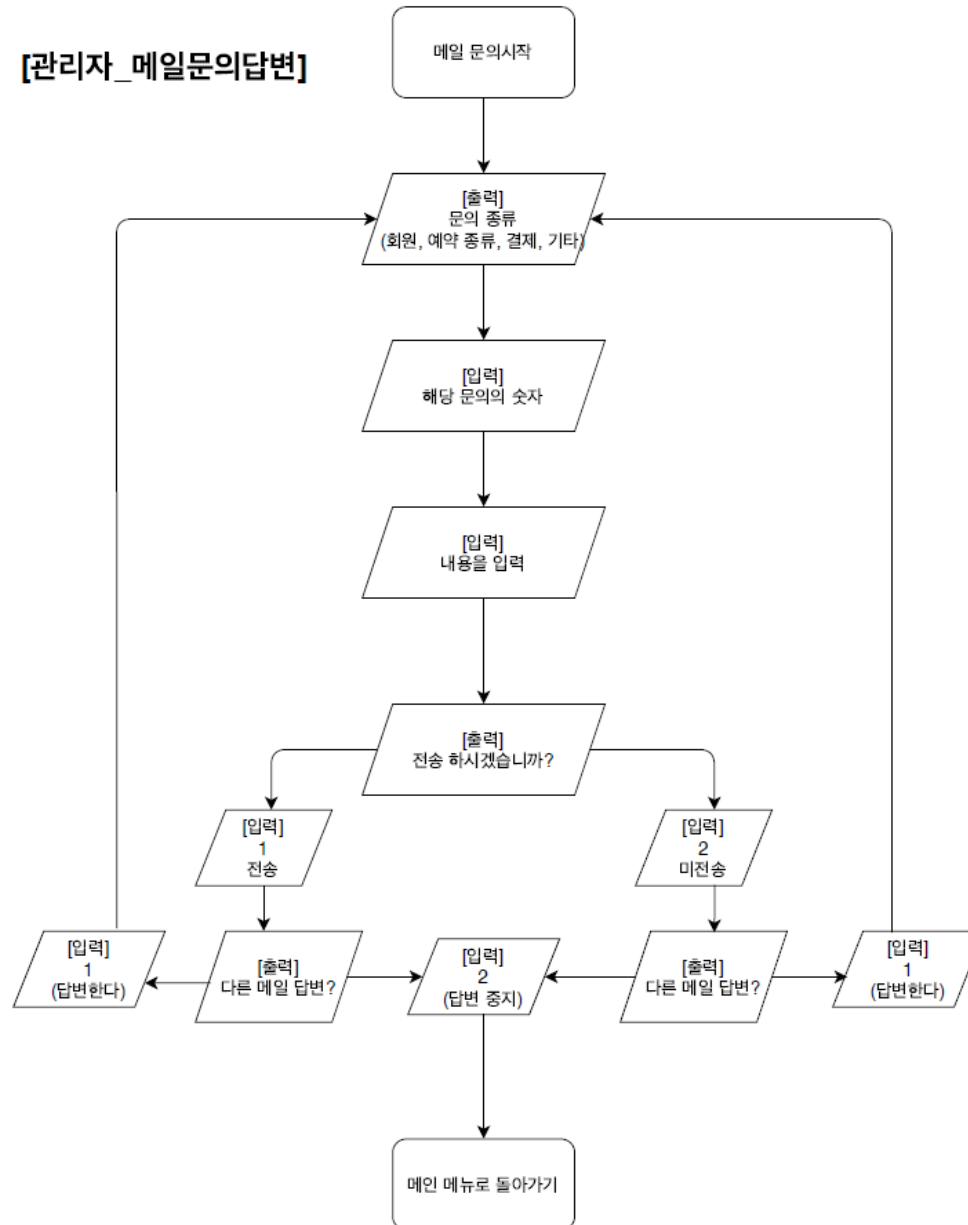 [관리자_메일문의답변]
메일 문의시작
[출력]
문의 종류
(회원, 예약 종류, 결제, 기타)
[입력]
해당 문의의 숫자
[입력]
내용을 입력
[출력]
전송 하시겠습니까?
[입력]
1
전송
[입력]
2
미전송
[입력]
1
(답변한다)
[출력]
다른 메일 답변?
[입력]
2
(답변 중지)
[출력]
다른 메일 답변?
[입력]
1
(답변한다)
메인 메뉴로 돌아가기